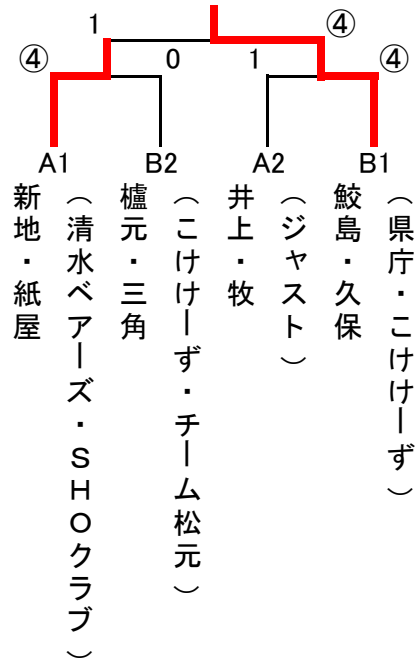 1 ④
④ 0 1 ④
A1 B2 A2 B1
新地・紙屋
（清水ベアーズ・SHOクラブ）
櫨元・三角
（こけけーず・チーム松元）
井上・牧
（ジャスト）
鮫島・久保
（県庁・こけけーず）